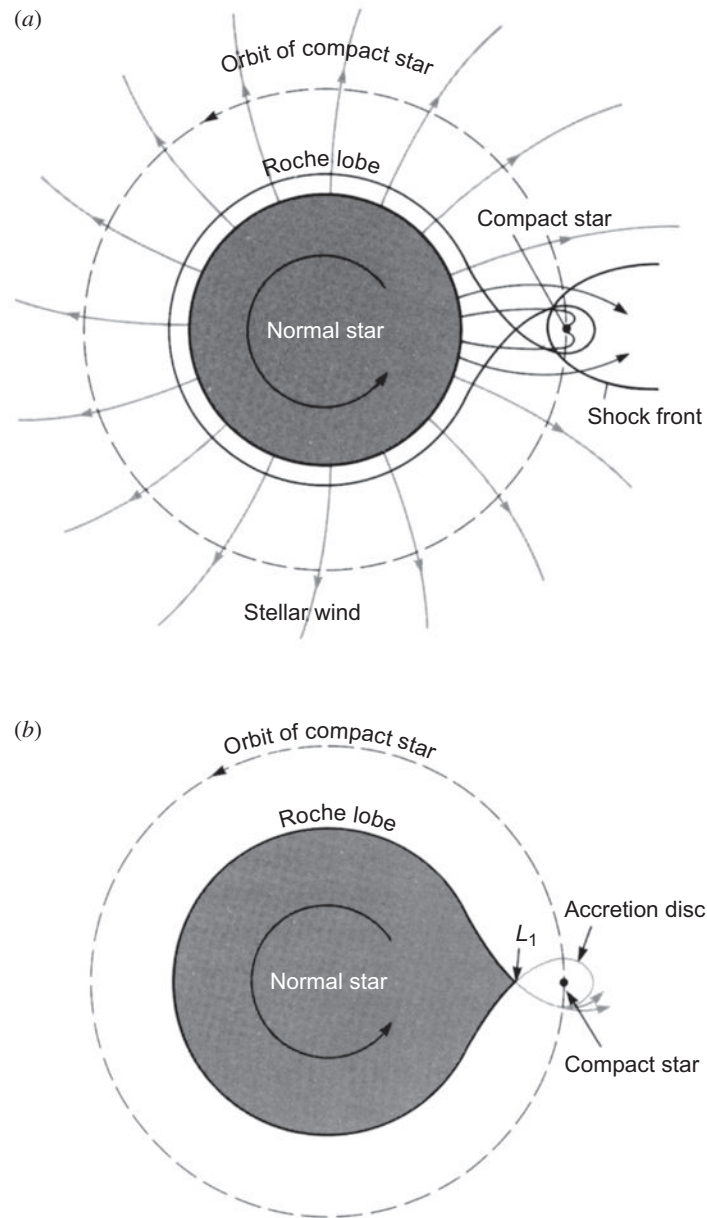 (a)
Orbit of compact star
Roche lobe
Compact star
Normal star
Shock front
Stellar wind
(b)
Orbit of compact star
Roche lobe
Accretion disc
L1
Normal star
Compact star